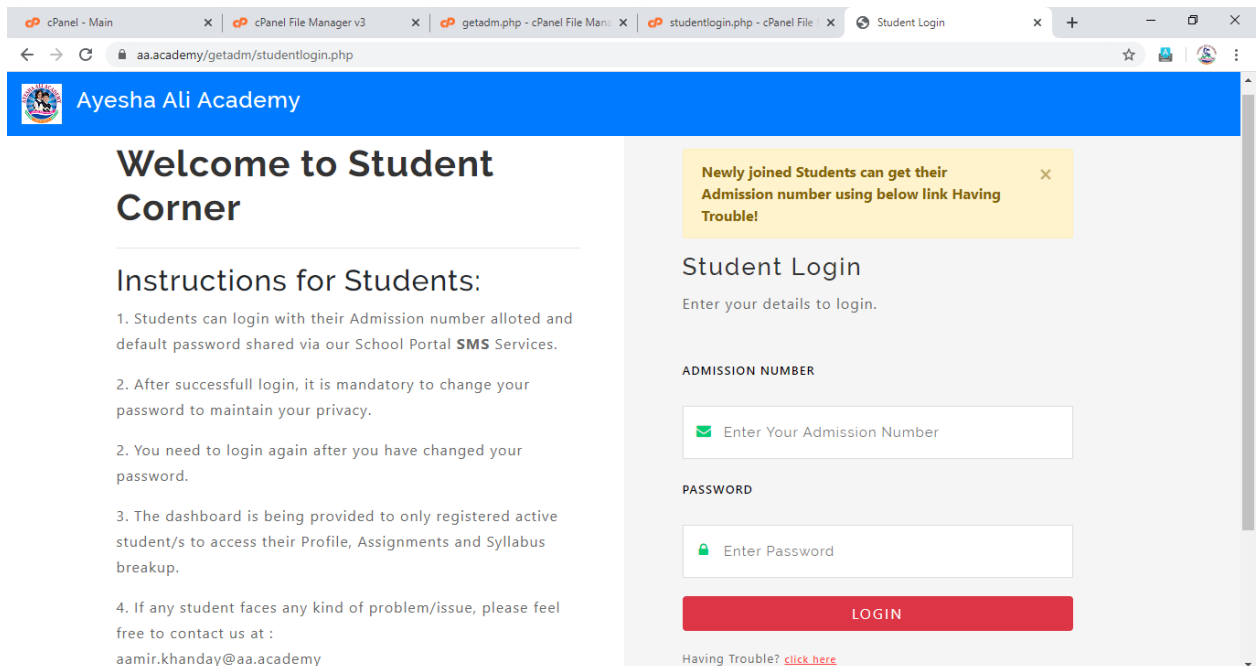 cPanel - Main
cPanel File Manager v3
getadm.php - cPanel File Mana
studentlogin.php - cPanel File
Student Login
aa.academy/getadm/studentlogin.php
Ayesha Ali Academy
Welcome to Student
Corner
Instructions for Students:
1. Students can login with their Admission number alloted and
default password shared via our School Portal SMS Services.
2. After successfull login, it is mandatory to change your
password to maintain your privacy.
2. You need to login again after you have changed your
password.
3. The dashboard is being provided to only registered active
student/s to access their Profile, Assignments and Syllabus
breakup.
4. If any student faces any kind of problem/issue, please feel
free to contact us at :
aamir.khanday@aa.academy
Newly joined Students can get their
Admission number using below link Having
Trouble!
Student Login
Enter your details to login.
ADMISSION NUMBER
Enter Your Admission Number
PASSWORD
Enter Password
LOGIN
Having Trouble? click here